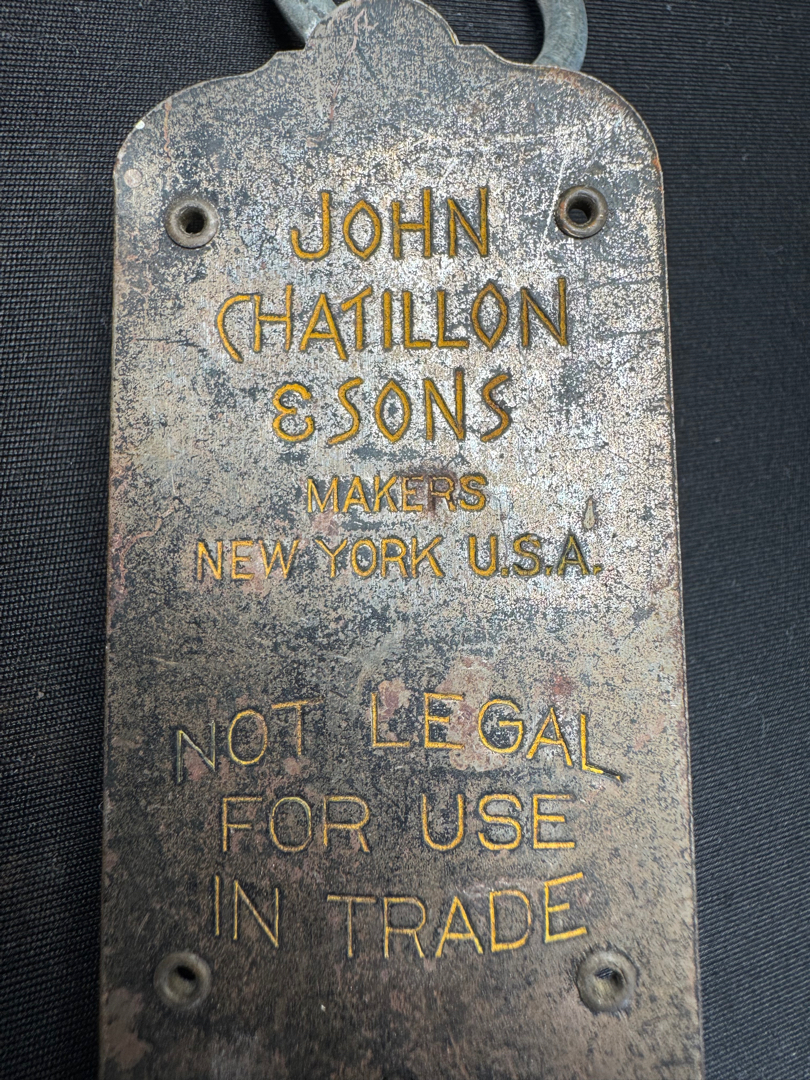 JOHN
CHATILLON
& SONS
MAKERS
NEW YORK U.S.A.
NOT LEGAL
FOR USE
IN TRADE